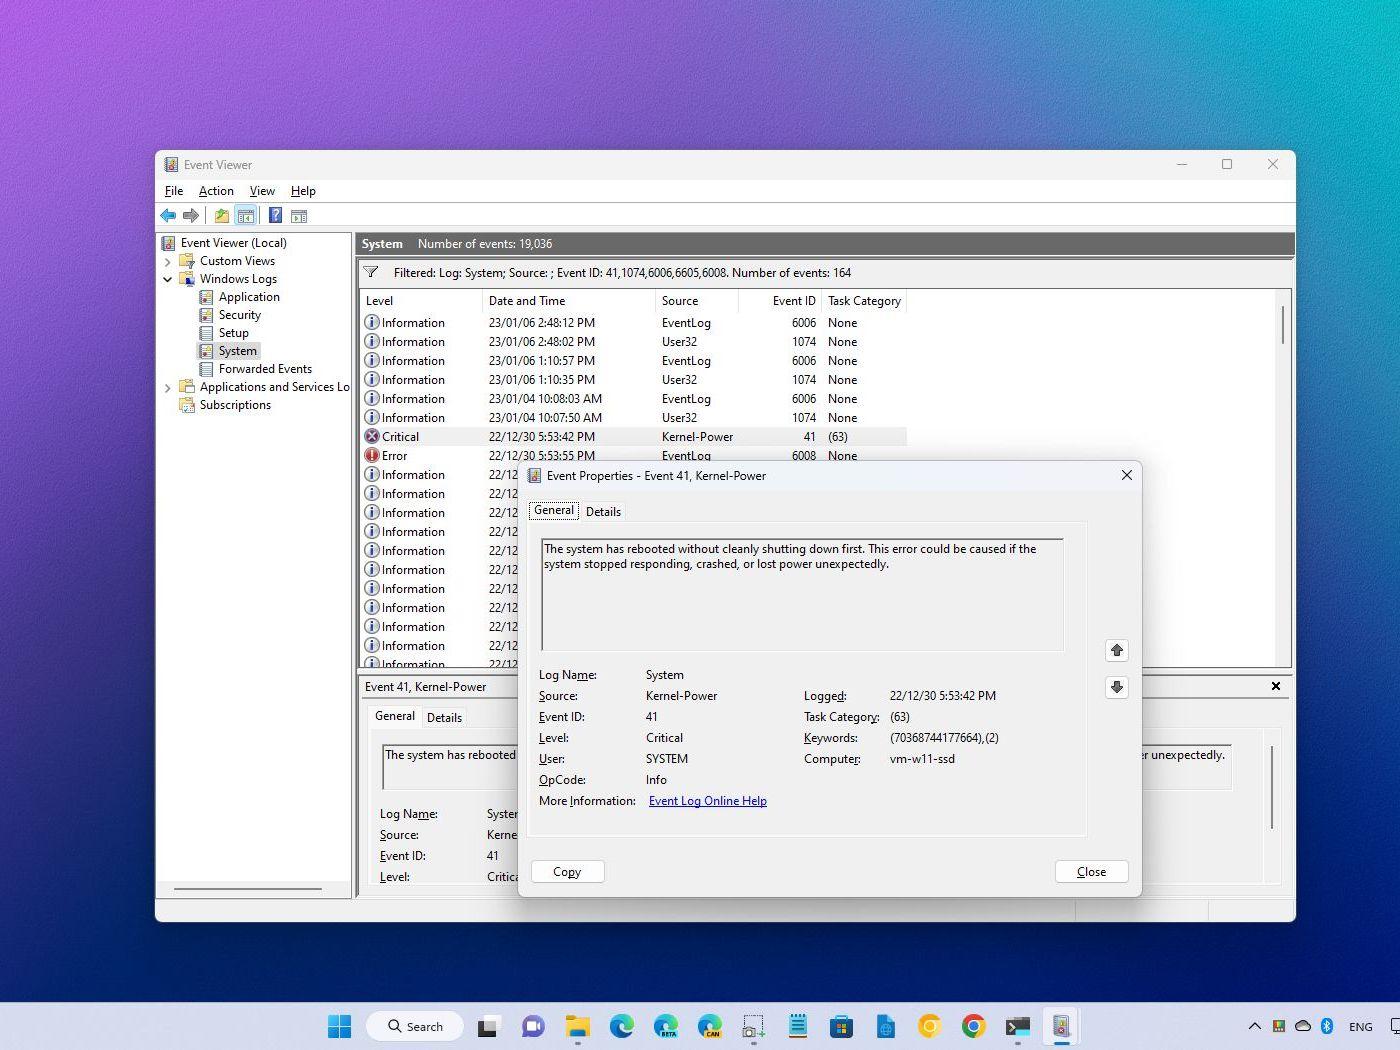 Event Viewer
File Action View Help
Event Viewer (Local)
Custom Views
Windows Logs
Application
Security
Setup
System
Forwarded Events
Applications and Services Lo
Subscriptions
System Number of events: 19,036
Filtered: Log: System; Source: ; Event ID: 41,1074,6006,6605,6008. Number of events: 164
Level Date and Time Source Event ID Task Category
Information 23/01/06 2:48:12 PM EventLog 6006 None
Information 23/01/06 2:48:02 PM User32 1074 None
Information 23/01/06 1:10:57 PM EventLog 6006 None
Information 23/01/06 1:10:35 PM User32 1074 None
Information 23/01/04 10:08:03 AM EventLog 6006 None
Information 23/01/04 10:07:50 AM User32 1074 None
Critical 22/12/30 5:53:42 PM Kernel-Power 41 (63)
Error 22/12/30 5:53:55 PM EventLog 6008 None
Information 22/12
Information 22/12
Information 22/12
Information 22/12
Information 22/12
Information 22/12
Information 22/12
Information 22/12
Information 22/12
Information 22/12
Information 22/12
Event 41, Kernel-Power
General Details
The system has rebooted
er unexpectedly.
Log Name: Syster
Source: Kerne
Event ID: 41
Level: Critica
Event Properties - Event 41, Kernel-Power
General Details
The system has rebooted without cleanly shutting down first. This error could be caused if the
system stopped responding, crashed, or lost power unexpectedly.
Log Name: System
Source: Kernel-Power Logged: 22/12/30 5:53:42 PM
Event ID: 41 Task Category: (63)
Level: Critical Keywords: (70368744177664),(2)
User: SYSTEM Computer: vm-w11-ssd
OpCode: Info
More Information: Event Log Online Help
Copy Close
Search BETA CAN ENG